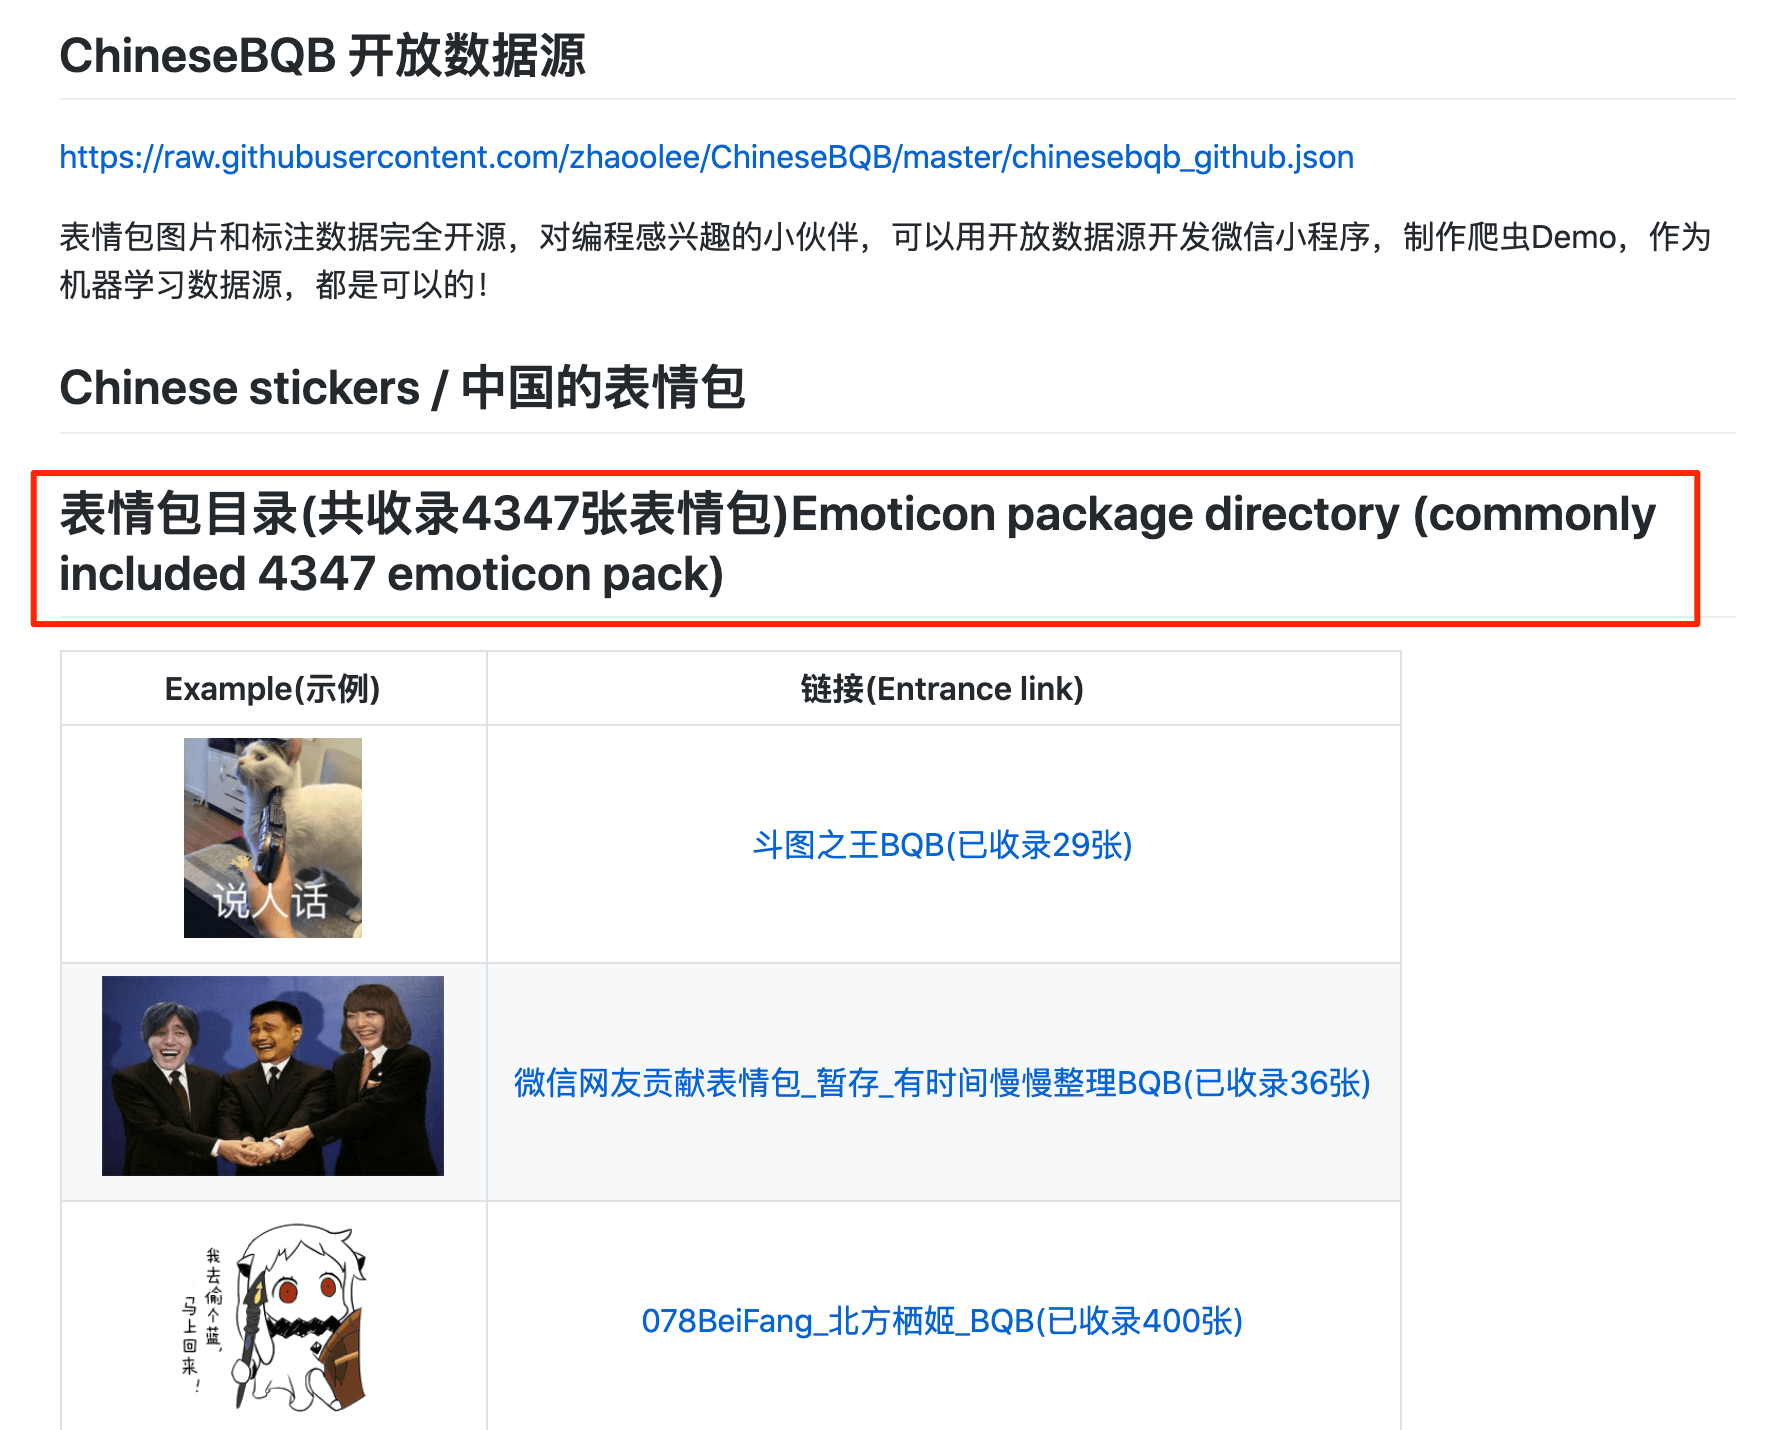 ChineseBQB 开放数据源
https://raw.githubusercontent.com/zhaoolee/ChineseBQB/master/chinesebqb_github.json
表情包图片和标注数据完全开源，对编程感兴趣的小伙伴，可以用开放数据源开发微信小程序，制作爬虫Demo，作为
机器学习数据源，都是可以的！
Chinese stickers / 中国的表情包
表情包目录(共收录4347张表情包)Emoticon package directory (commonly
included 4347 emoticon pack)
Example(示例)
链接(Entrance link)
说人话
斗图之王BQB(已收录29张)
微信网友贡献表情包_暂存_有时间慢慢整理BQB(已收录36张)
我去偷个蓝，
马上回来！
078BeiFang_北方栖姬_BQB(已收录400张)